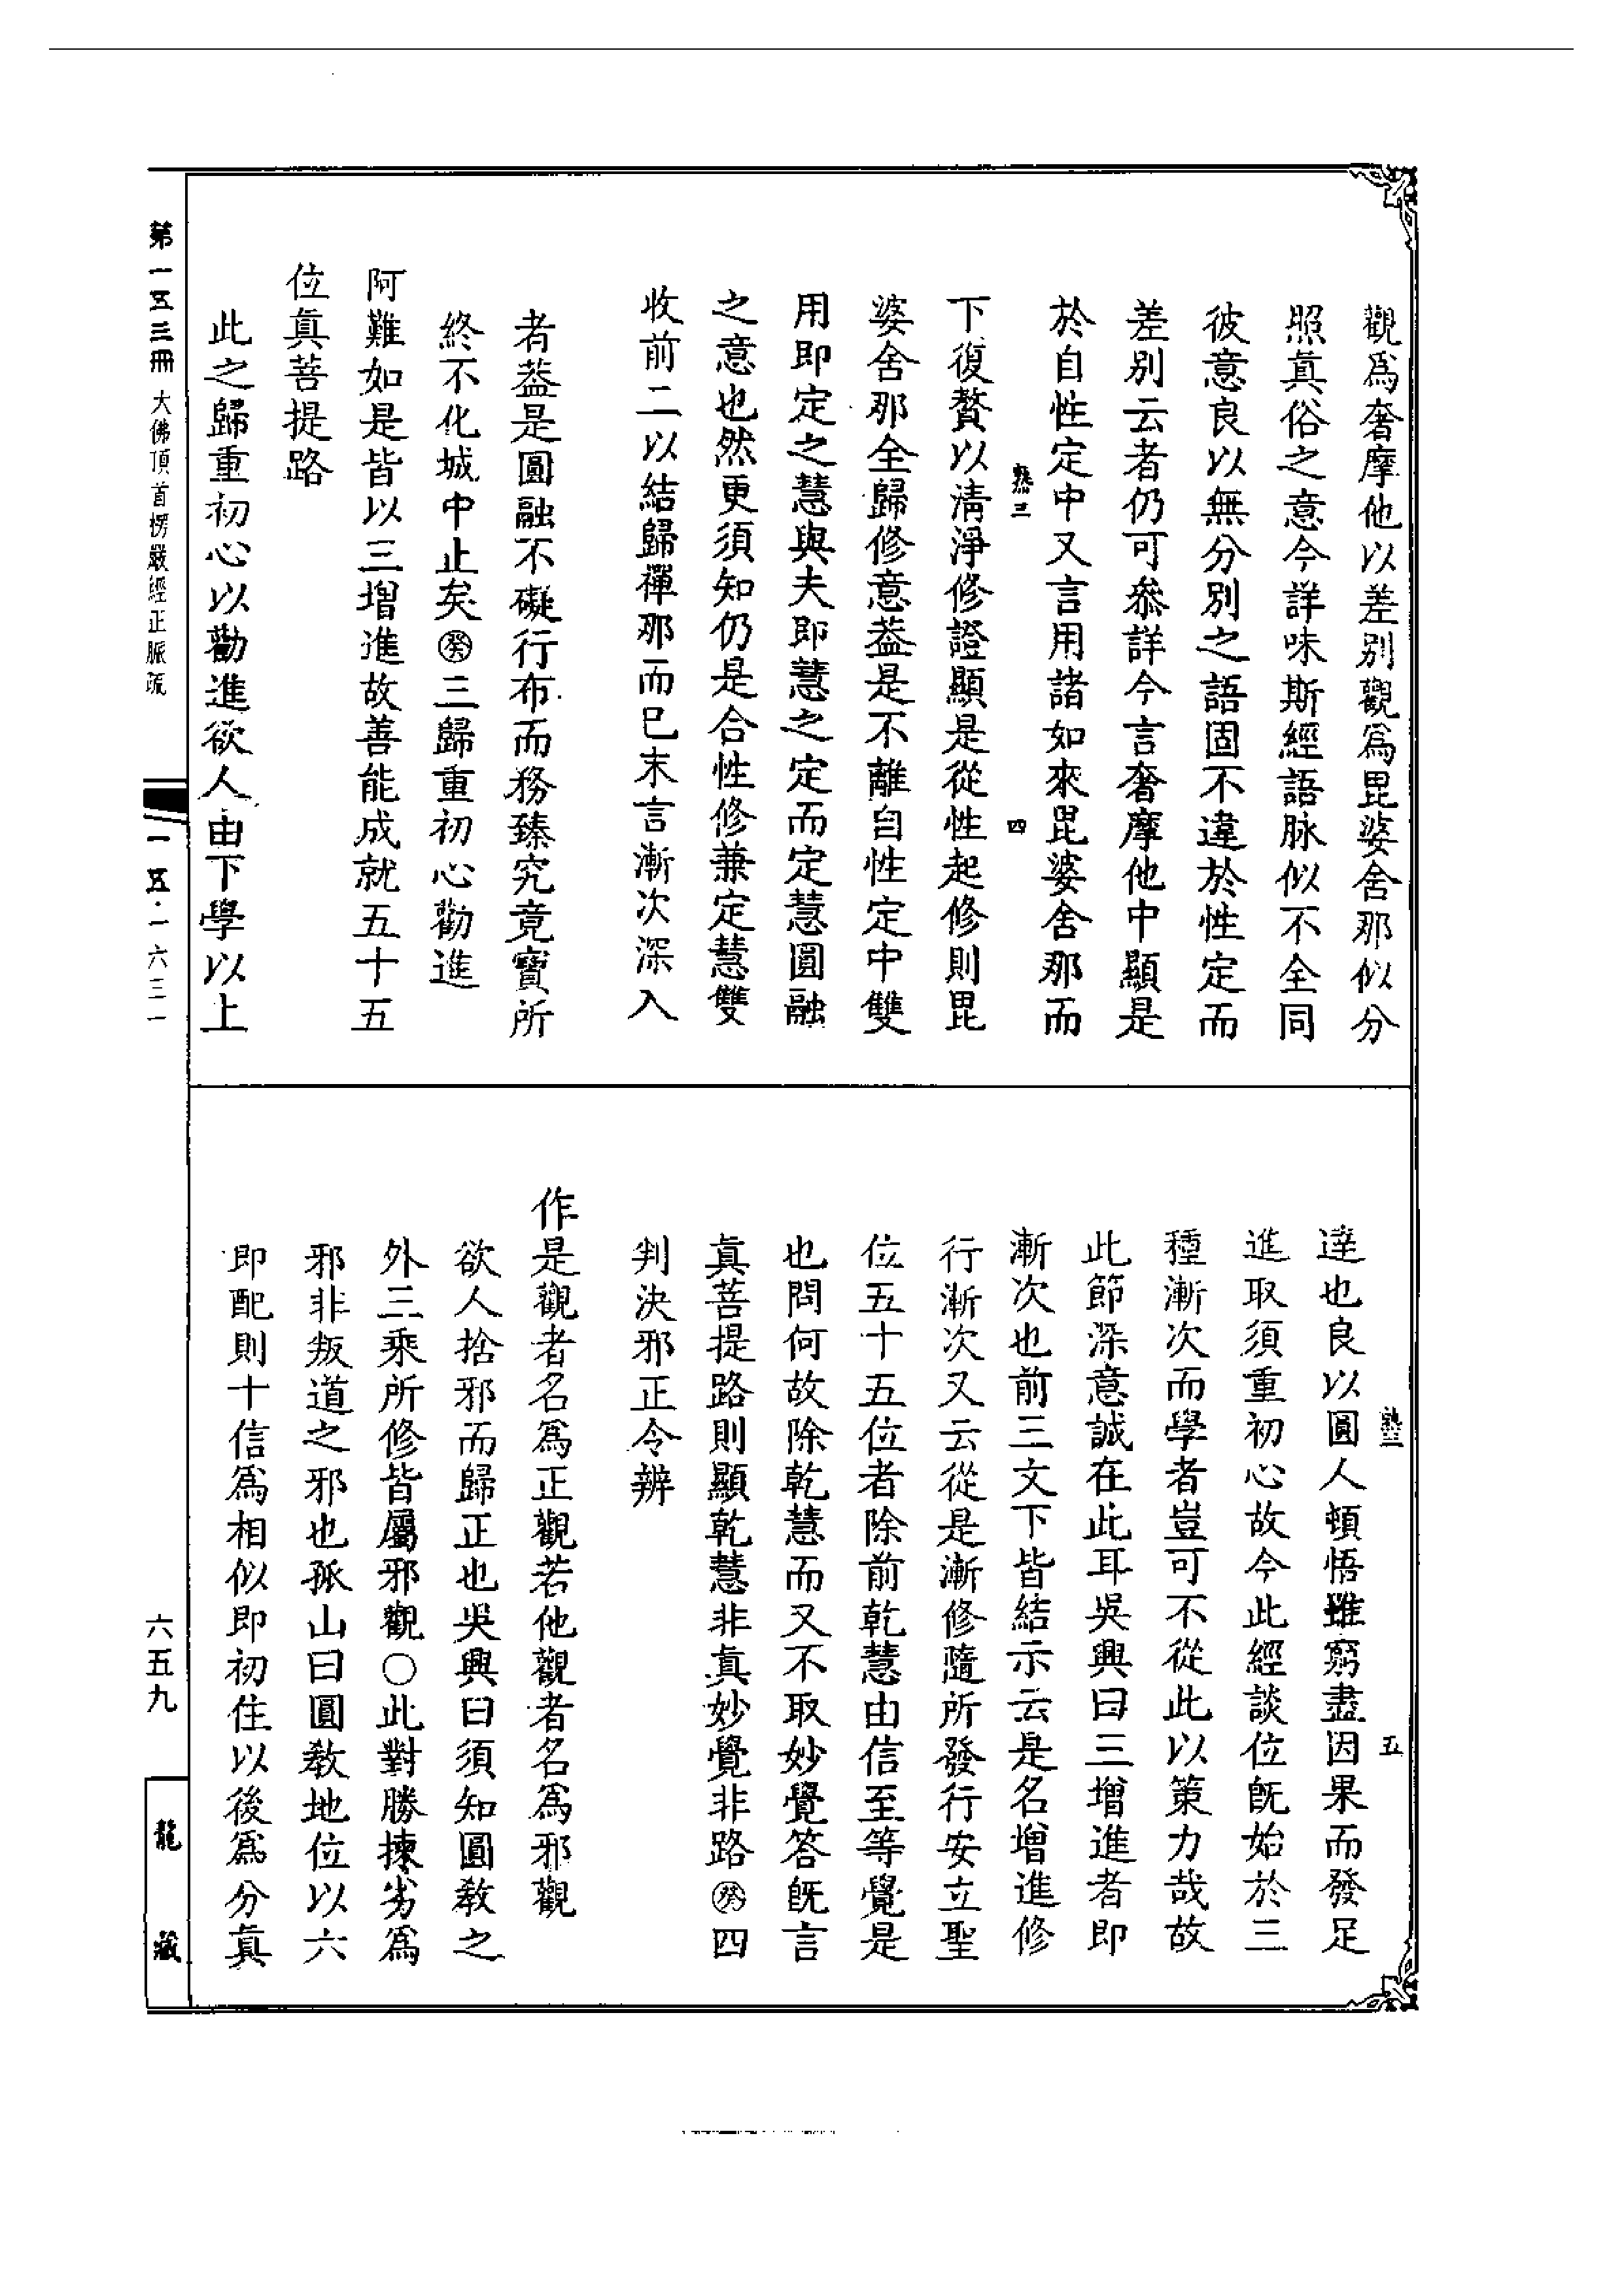 觀爲奢摩他以差別觀爲毘婆舍那似分
照真俗之意今詳味斯經語脉似不全同
彼意良以無分別之語固不違於性定而
差別云者仍可叅詳今言奢摩他中顯是
於自性定中又言用諸如來毘婆舍那而
熟三 四
下復贅以清淨修證顯是從性起修則毘
婆舍那全歸修意葢是不離自性定中雙
用即定之慧與夫即慧之定而定慧圓融
之意也然更須知仍是合性修兼定慧雙
收前二以結歸禪那而已末言漸次深入
者葢是圓融不礙行布而務臻究竟寶所
終不化城中止矣㊌三歸重初心勸進
阿難如是皆以三增進故善能成就五十五
位真菩提路
此之歸重初心以勸進欲人由下學以上
熟三 五
達也良以圓人頓悟雖窮盡因果而發足
進取須重初心故今此經談位旣始於三
種漸次而學者豈可不從此以策力哉故
此節深意誠在此耳吳興曰三增進者即
漸次也前三文下皆結示云是名增進修
行漸次又云從是漸修隨所發行安立聖
位五十五位者除前乾慧由信至等覺是
也問何故除乾慧而又不取妙覺答旣言
真菩提路則顯乾慧非真妙覺非路癸四
判決邪正令辨
作是觀者名爲正觀若他觀者名爲邪觀
欲人捨邪而歸正也吳興曰須知圓教之
外三乘所修皆屬邪觀〇此對勝揀劣爲
邪非叛道之邪也孤山曰圓教地位以六
即配則十信爲相似即初住以後爲分真
第一五三冊 大佛頂首楞嚴經正脈疏
一五·一六三一
六五九
龍藏